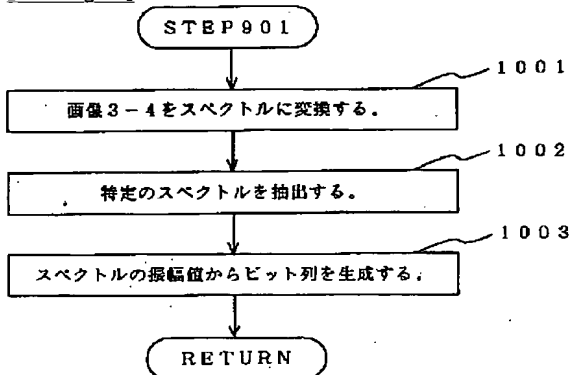 STEP901
1001
画像3-4をスペクトルに変換する。
1002
特定のスペクトルを抽出する。
1003
スペクトルの振幅値からビット列を生成する。
RETURN